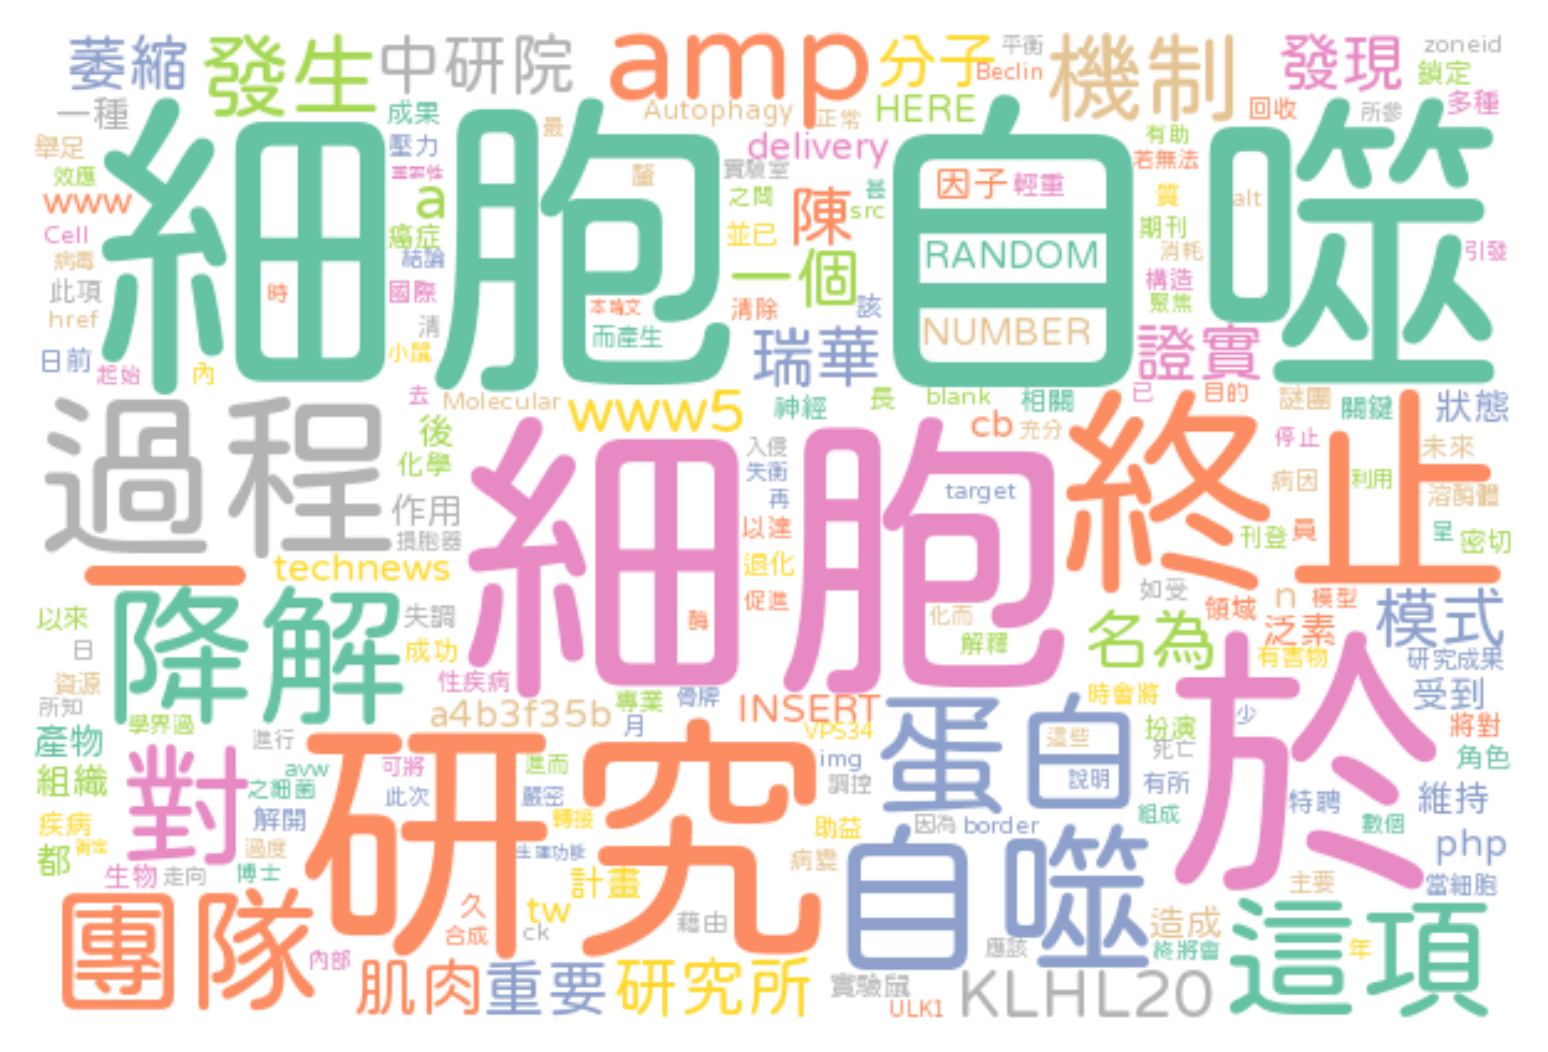 萎縮
發生
中研院
amp
分子
平衡
Beclin
機制
發現
zoneid
鎖定
一種
成果
Autophagy
正常
HERE
回收
所參
多種
細胞自噬
舉足
壓力
最
delivery
有助
效應
重要性
螫
實驗室
因子
輕重
若無法
www
a
之間
陳
甚
src
質
alt
Cell
癌症
並已
RANDOM
期刊
病毒
結論
一個
消耗
引發
此項
時
國際
本論文
清除
該
構造
聚焦
href
清
而產生
NUMBER
日前
起始
內
小鼠
瑞華
證實
過程
去
Molecular
www5
神經
長
blank
相關
已
目的
謎團
關鍵
狀態
後
入侵
cb
充分
終止
停止
未來
化學
失衡
target
病因
利用
溶酶體
作用
再
細胞
損胞器
以達
刊登
員
呈
密切
technews
退化
一
降解
促進
如受
n
模型
以來
失調
酶
化而
領域
泛素
模式
日
成功
解釋
名為
有害物
研究成果
資源
性疾病
於
時會將
受到
所知
a4b3f35b
專業
骨牌
INSERT
蛋白
少
學界過
月
VPS34
這些
扮演
將對
產物
進行
研究
死亡
角色
組織
對
avw
可將
進而
img
說明
之細菌
此次
嚴密
調控
有所
特聘
維持
疾病
解開
轉接
助益
因為
border
組成
數個
都
衡定
過度
生理功能
病變
自噬
php
生物
走向
博士
計畫
主要
當細胞
團隊
久
tw
藉由
造成
這項
合成
ck
應該
終將會
年
內部
肌肉
重要
研究所
實驗鼠
ULK1
KLHL20